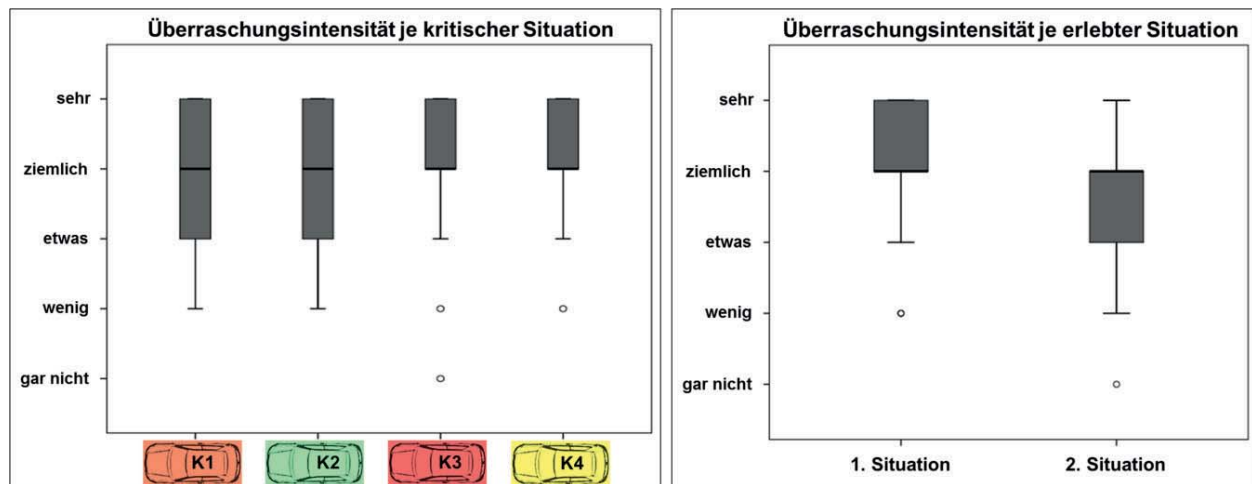 Überraschungsintensität je kritischer Situation
sehr
ziemlich
etwas
wenig
gar nicht
K1
K2
K3
K4
Überraschungsintensität je erlebter Situation
sehr
ziemlich
etwas
wenig
gar nicht
1. Situation
2. Situation